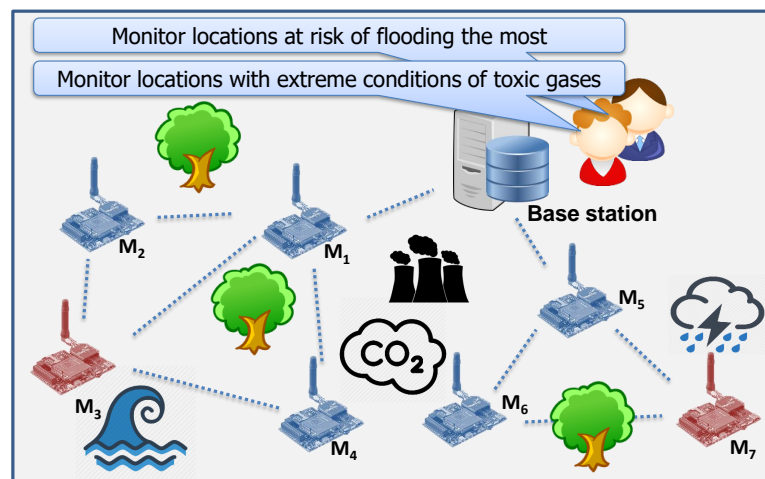 Monitor locations at risk of flooding the most
Monitor locations with extreme conditions of toxic gases
Base station
M2
M1
M5
CO2
M3
M6
M4
M7